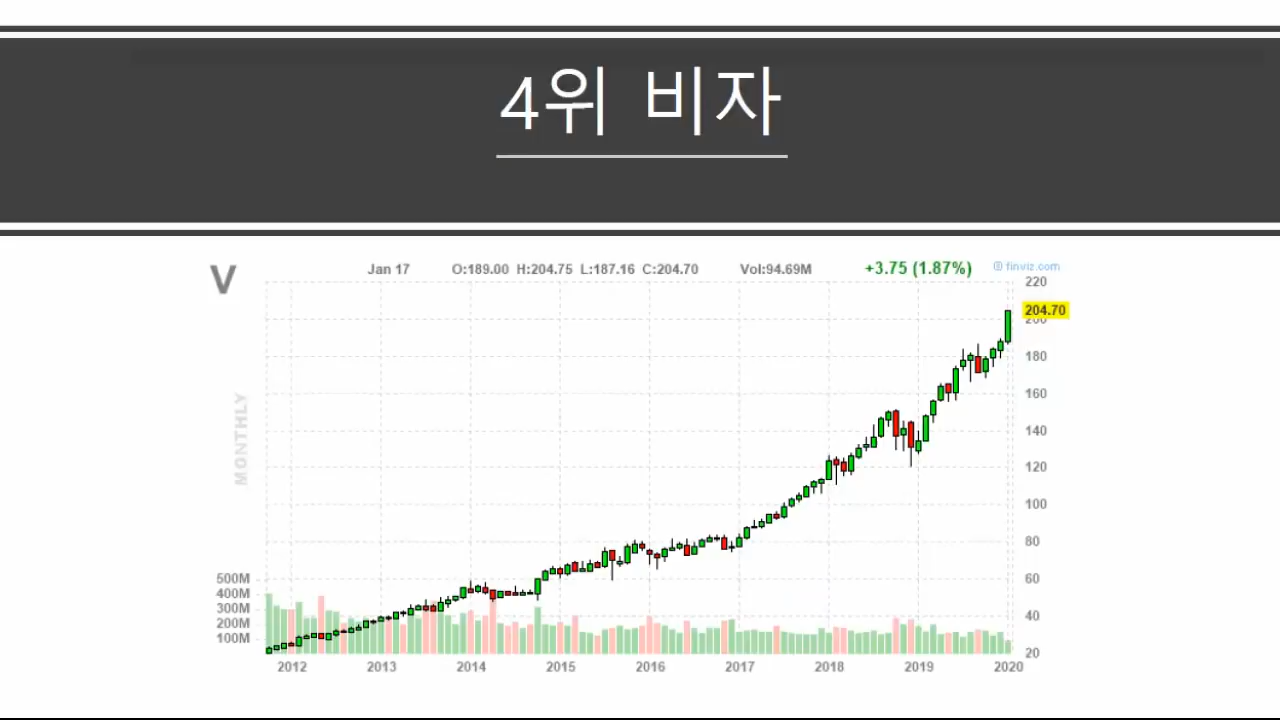 4위 비자
V Jan 17 O:189.00 H:204.75 L:187.16 C:204.70 Vol:94.69M +3.75 (1.87%) © finviz.com
220
204.70
200
180
160
MONTHLY
140
120
100
80
500M 60
400M
300M 40
200M
100M
20
2012 2013 2014 2015 2016 2017 2018 2019 2020